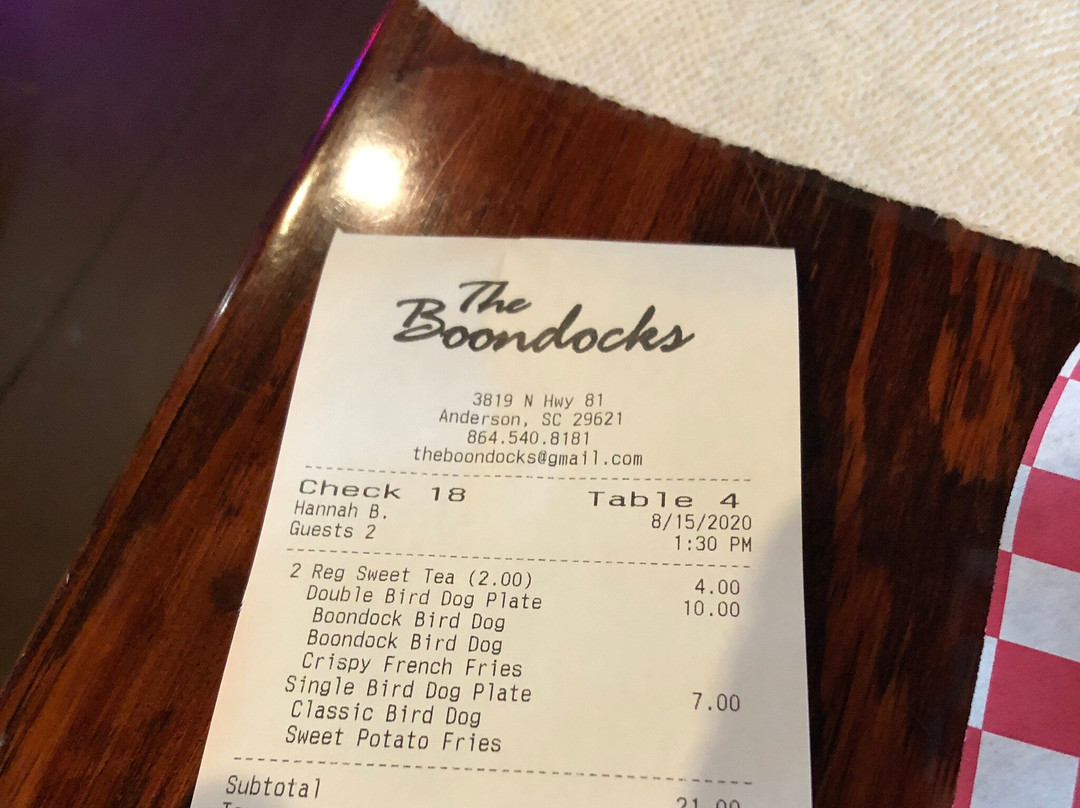 The
Boondocks
3819 N Hwy 81
Anderson, SC 29621
864.540.8181
theboondocks@gmail.com
Check 18 Table 4
Hannah B. 8/15/2020
Guests 2 1:30 PM
2 Reg Sweet Tea (2.00) 4.00
Double Bird Dog Plate 10.00
Boondock Bird Dog
Boondock Bird Dog
Crispy French Fries
Single Bird Dog Plate 7.00
Classic Bird Dog
Sweet Potato Fries
Subtotal 21.00